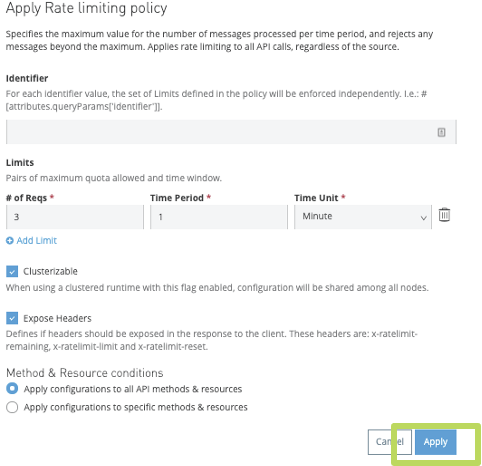 Apply Rate limiting policy
Specifies the maximum value for the number of messages processed per time period, and rejects any
messages beyond the maximum. Applies rate limiting to all API calls, regardless of the source.
Identifier
For each identifier value, the set of Limits defined in the policy will be enforced independently. I.e.: #
[attributes.queryParams['identifier']].
Limits
Pairs of maximum quota allowed and time window.
# of Reqs * Time Period * Time Unit *
3 1 Minute
Add Limit
Clusterizable
When using a clustered runtime with this flag enabled, configuration will be shared among all nodes.
Expose Headers
Defines if headers should be exposed in the response to the client. These headers are: x-ratelimit-
remaining, x-ratelimit-limit and x-ratelimit-reset.
Method & Resource conditions
Apply configurations to all API methods & resources
Apply configurations to specific methods & resources
Cancel Apply